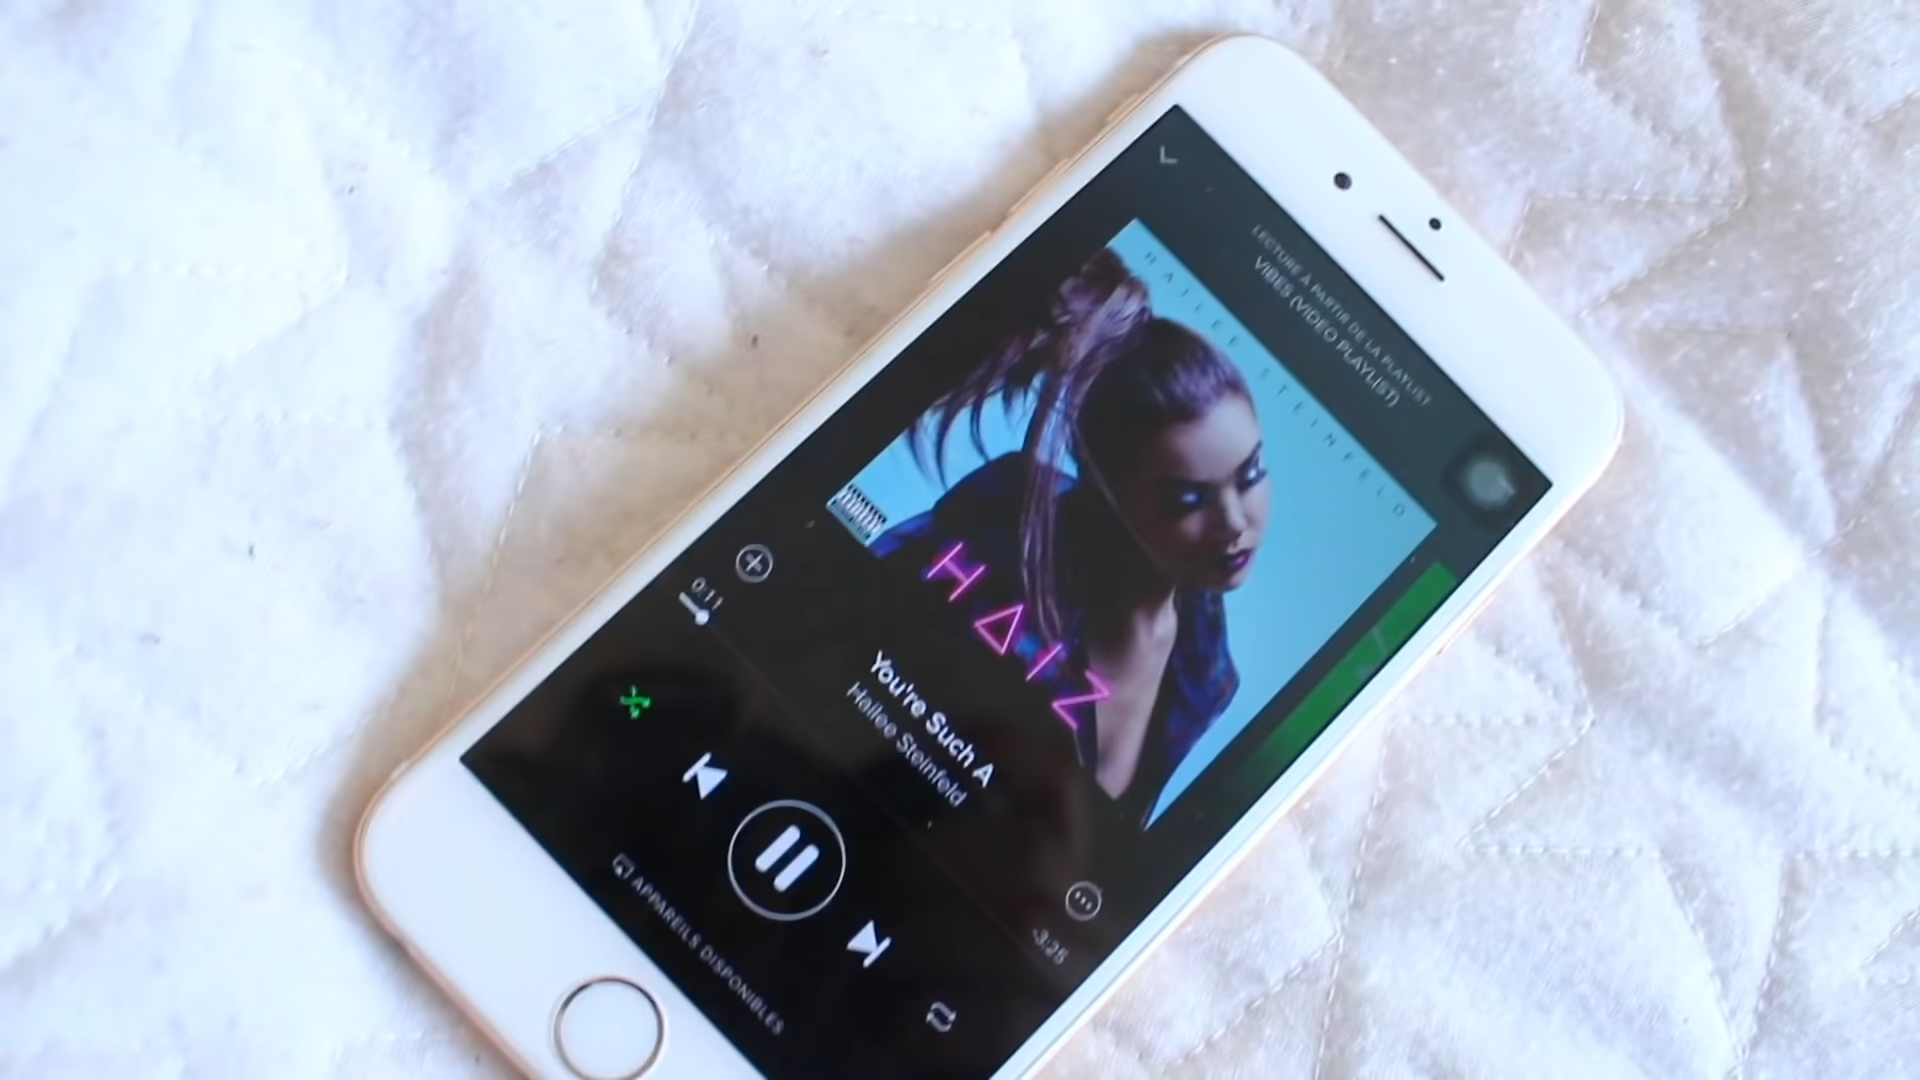 LECTURE À PARTIR DE LA PLAYLIST
VIBES (VIDEO PLAYLIST)
HAILEE STEINFELD
HAIZ
0:11
-3:25
You're Such A
Hailee Steinfeld
APPAREILS DISPONIBLES